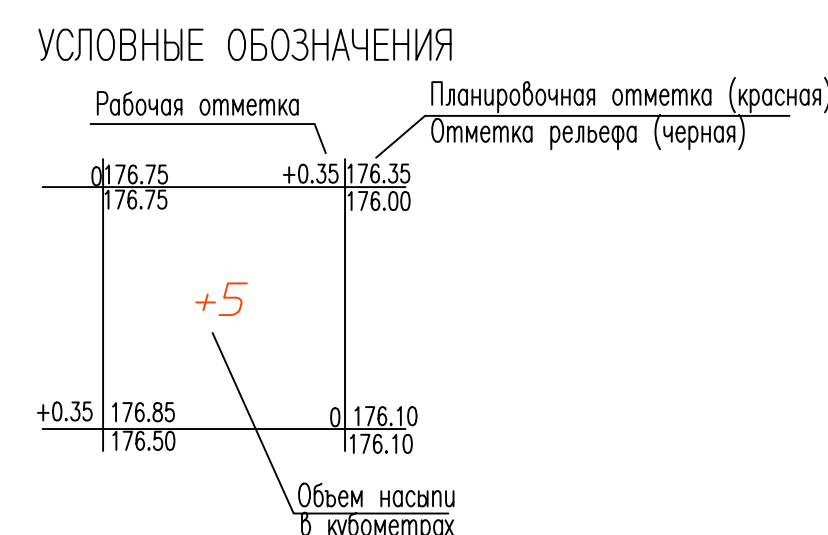 УСЛОВНЫЕ ОБОЗНАЧЕНИЯ
Рабочая отметка
Планировочная отметка (красная)
Отметка рельефа (черная)
0 176.75
176.75
+0.35 176.35
176.00
+5
+0.35 176.85
176.50
0 176.10
176.10
Объем насыпи
в кубометрах